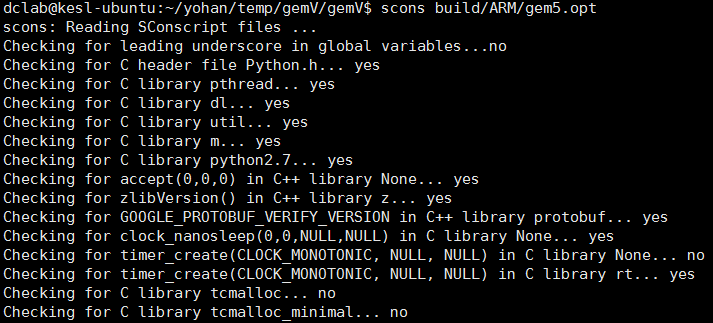 dclab@kesl-ubuntu:~/yohan/temp/gemV/gemV$ scons build/ARM/gem5.opt
scons: Reading SConscript files ...
Checking for leading underscore in global variables...no
Checking for C header file Python.h... yes
Checking for C library pthread... yes
Checking for C library dl... yes
Checking for C library util... yes
Checking for C library m... yes
Checking for C library python2.7... yes
Checking for accept(0,0,0) in C++ library None... yes
Checking for zlibVersion() in C++ library z... yes
Checking for GOOGLE_PROTOBUF_VERIFY_VERSION in C++ library protobuf... yes
Checking for clock_nanosleep(0,0,NULL,NULL) in C library None... yes
Checking for timer_create(CLOCK_MONOTONIC, NULL, NULL) in C library None... no
Checking for timer_create(CLOCK_MONOTONIC, NULL, NULL) in C library rt... yes
Checking for C library tcmalloc... no
Checking for C library tcmalloc_minimal... no